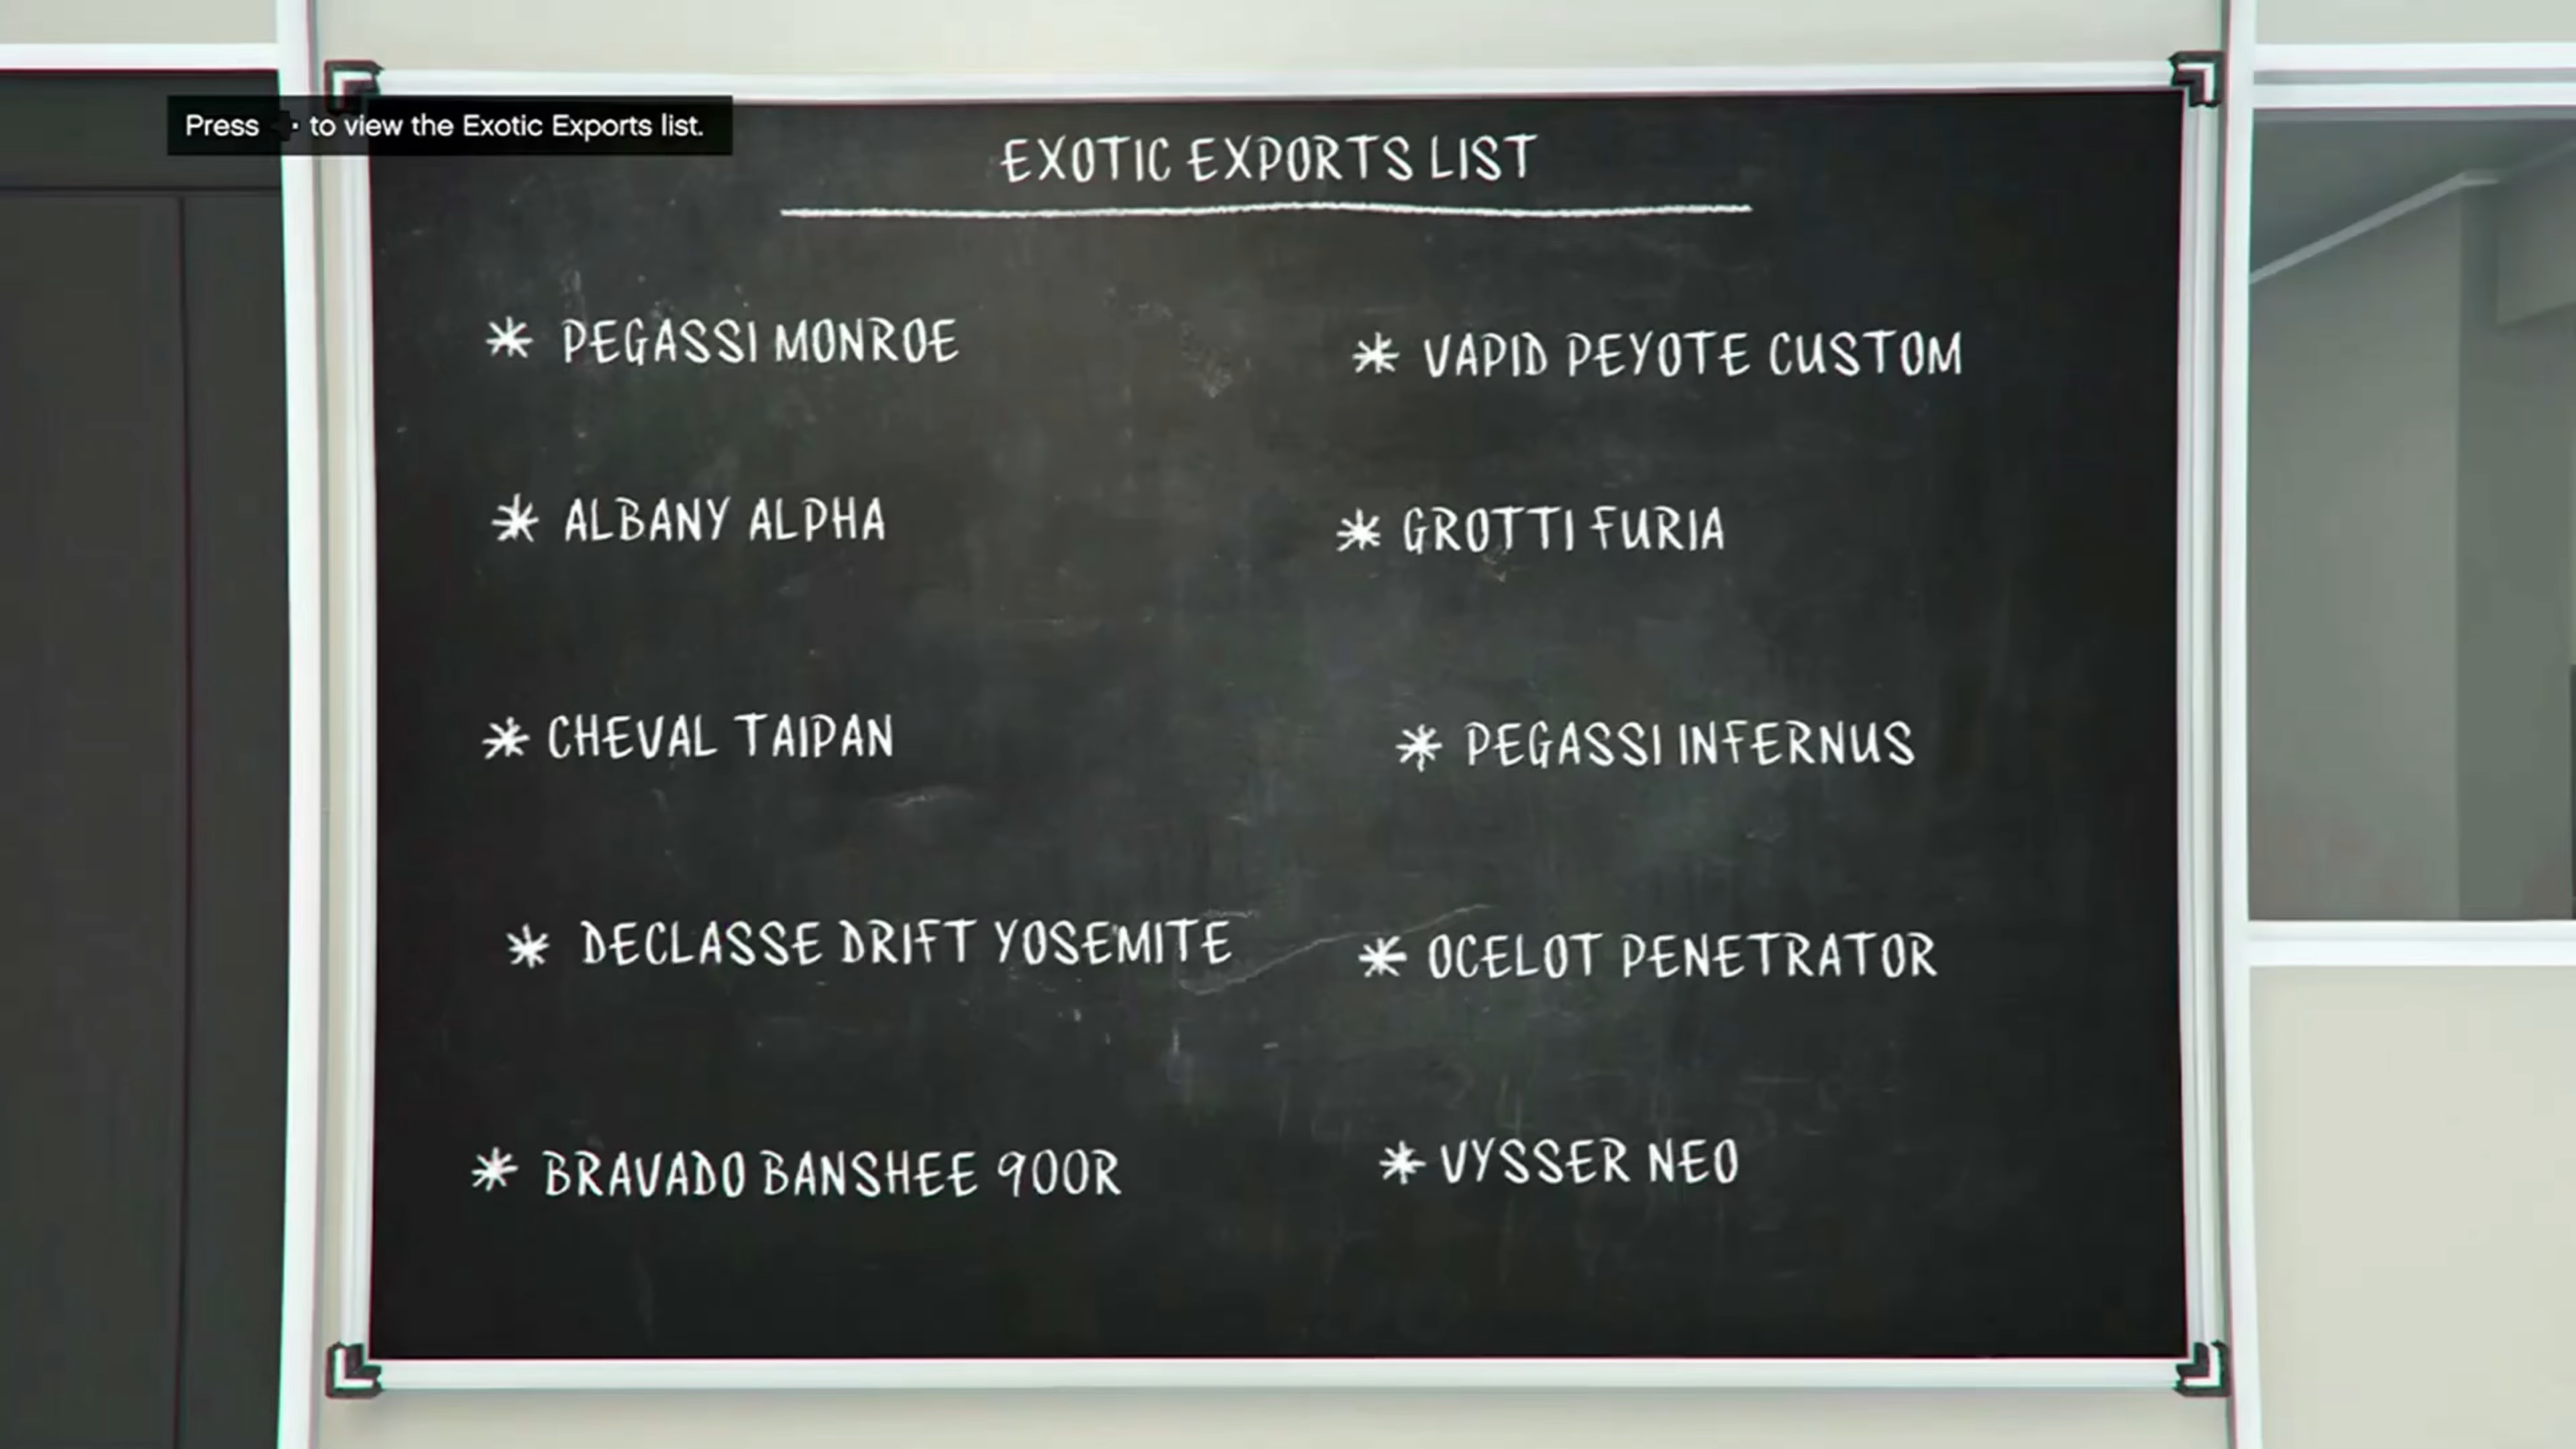 Press to view the Exotic Exports list.
EXOTIC EXPORTS LIST
* PEGASSI MONROE
* ALBANY ALPHA
* CHEVAL TAIPAN
* DECLASSE DRIFT YOSEMITE
* BRAVADO BANSHEE 900R
* VAPID PEYOTE CUSTOM
* GROTTI FURIA
* PEGASSI INFERNUS
* OCELOT PENETRATOR
* VYSSER NEO